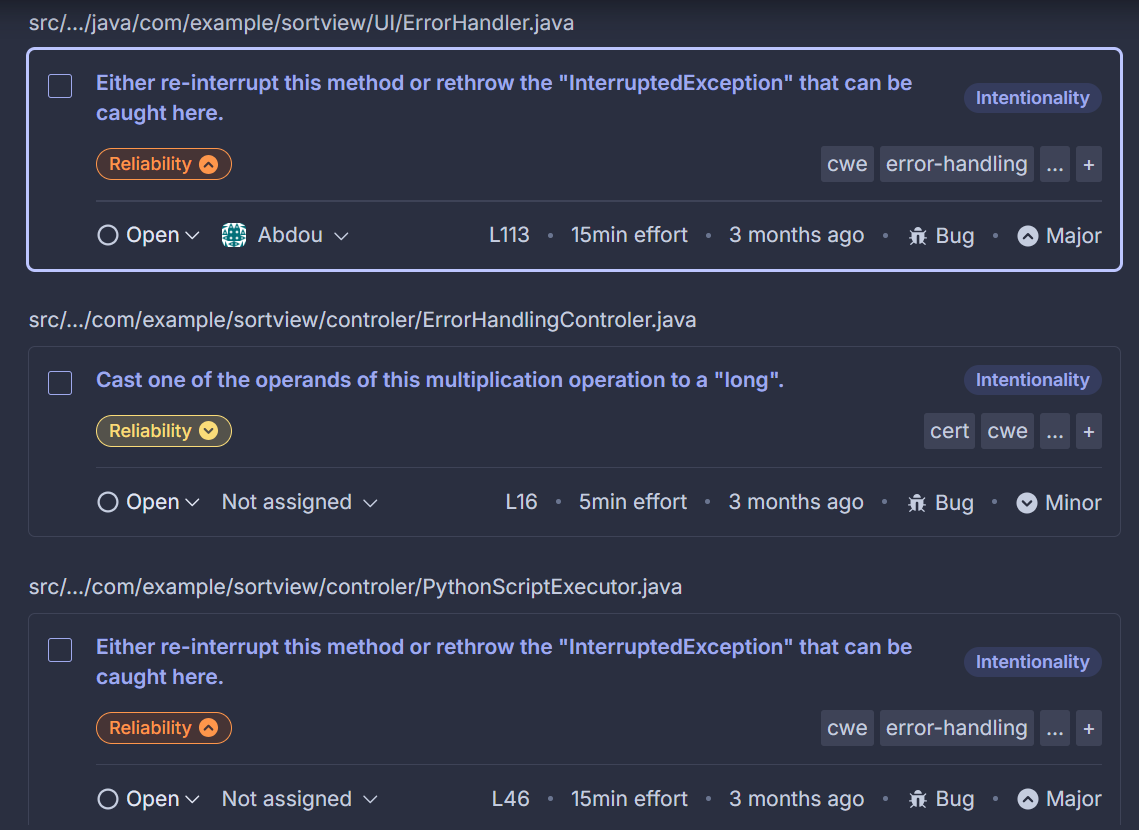 src/.../java/com/example/sortview/UI/ErrorHandler.java
Either re-interrupt this method or rethrow the "InterruptedException" that can be
caught here.
Intentionality
Reliability
cwe error-handling ... +
Open Abdou L113 • 15min effort • 3 months ago • Bug • Major
src/.../com/example/sortview/controler/ErrorHandlingControler.java
Cast one of the operands of this multiplication operation to a "long". Intentionality
Reliability cert cwe ... +
Open Not assigned L16 • 5min effort • 3 months ago • Bug • Minor
src/.../com/example/sortview/controler/PythonScriptExecutor.java
Either re-interrupt this method or rethrow the "InterruptedException" that can be
caught here.
Intentionality
Reliability
cwe error-handling ... +
Open Not assigned L46 • 15min effort • 3 months ago • Bug • Major